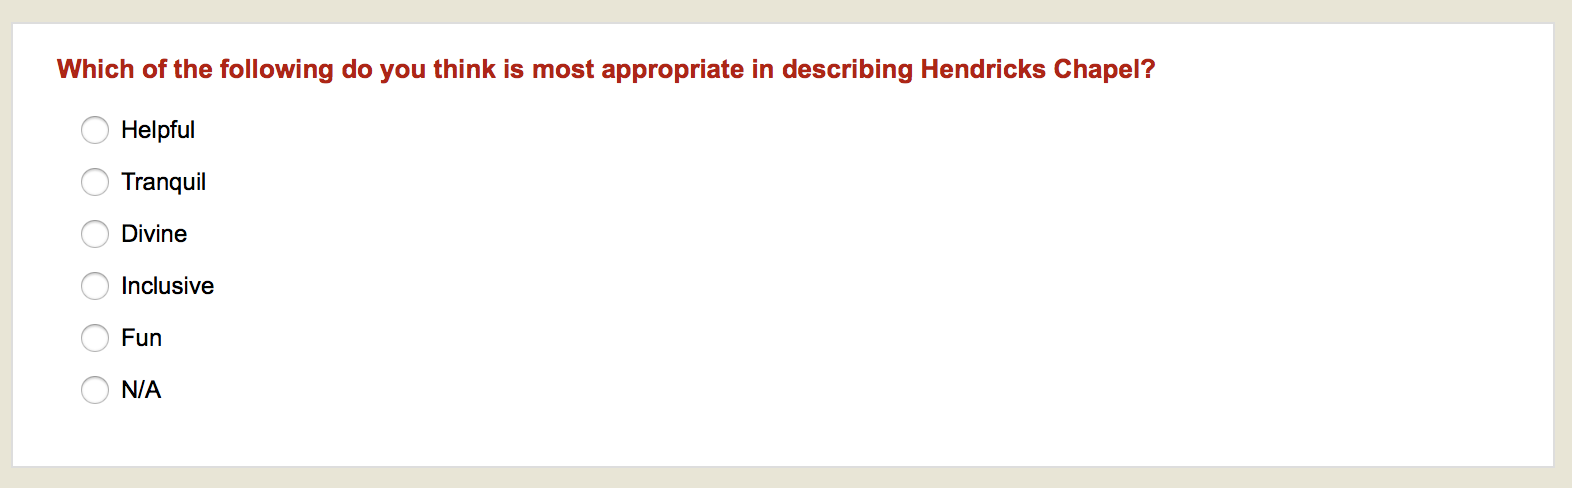 Which of the following do you think is most appropriate in describing Hendricks Chapel?
Helpful
Tranquil
Divine
Inclusive
Fun
N/A